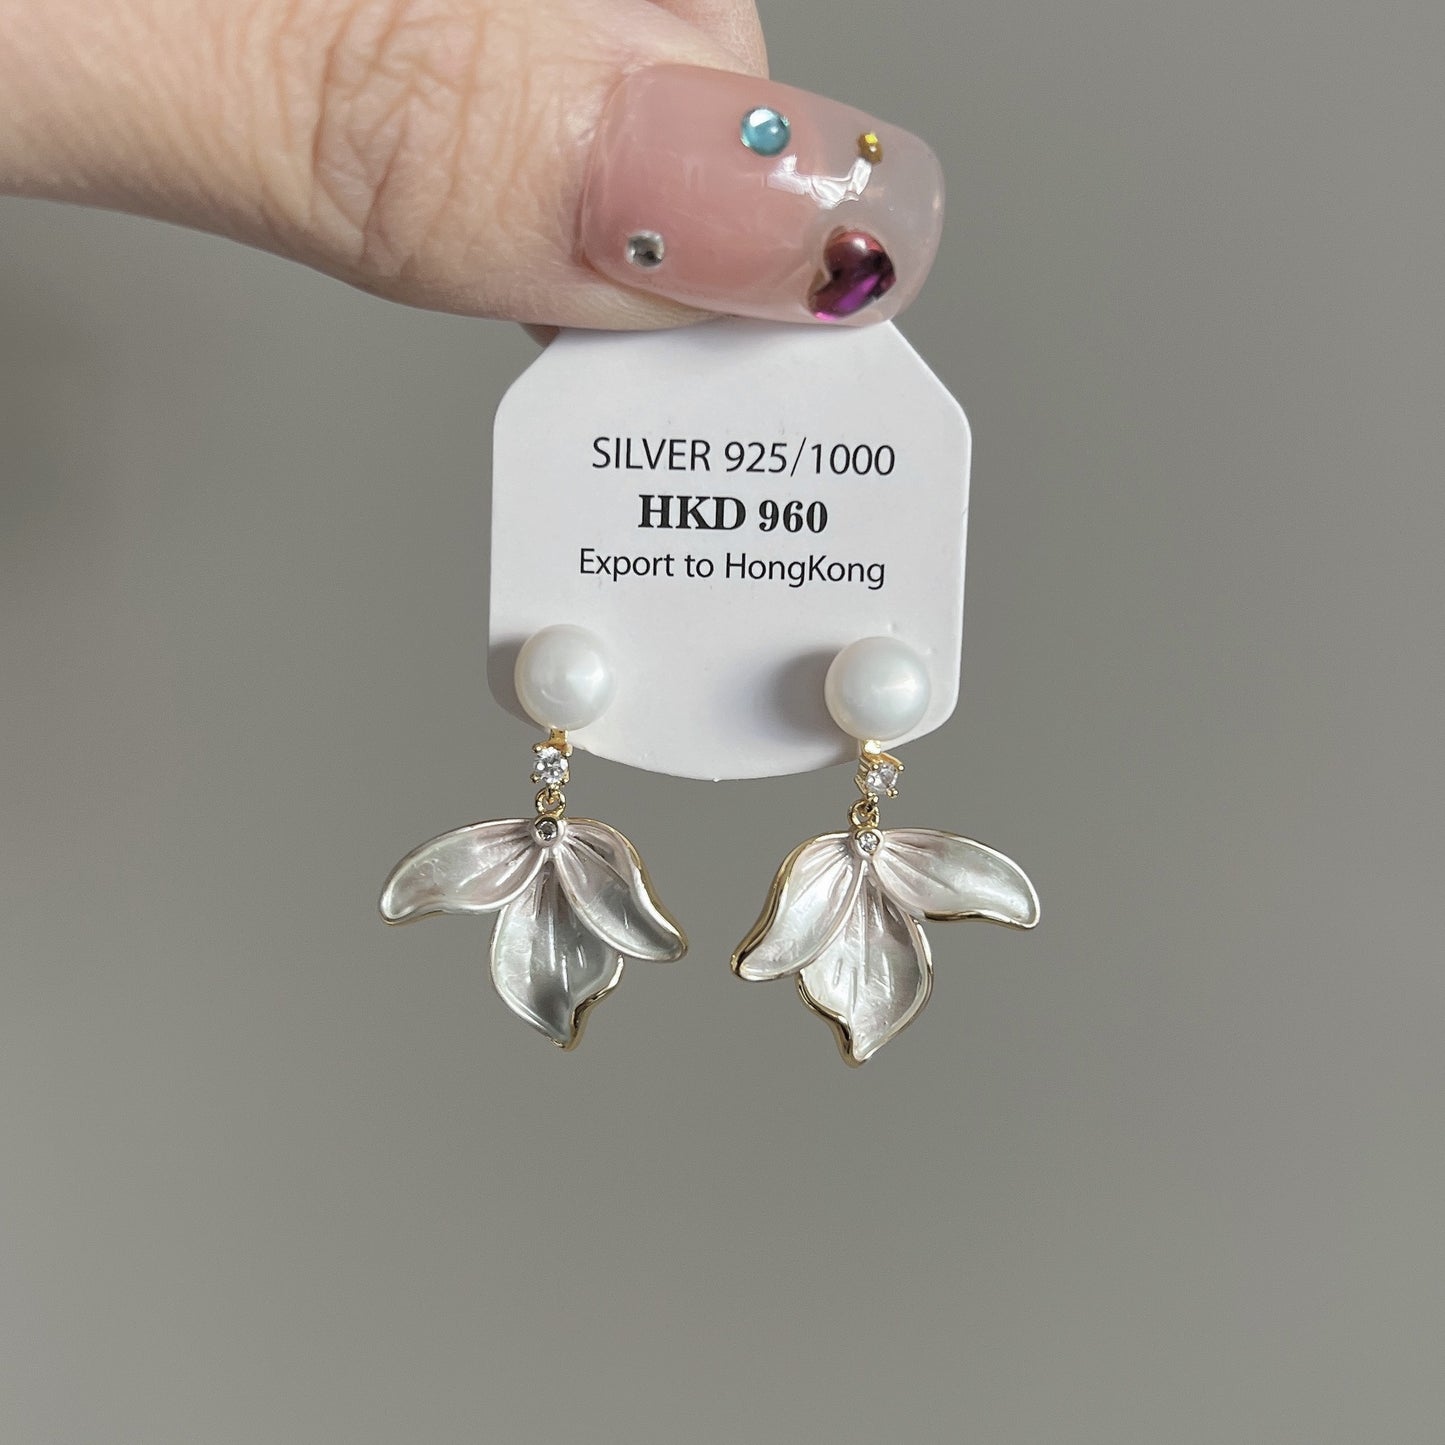 SILVER 925/1000
HKD 960
Export to HongKong